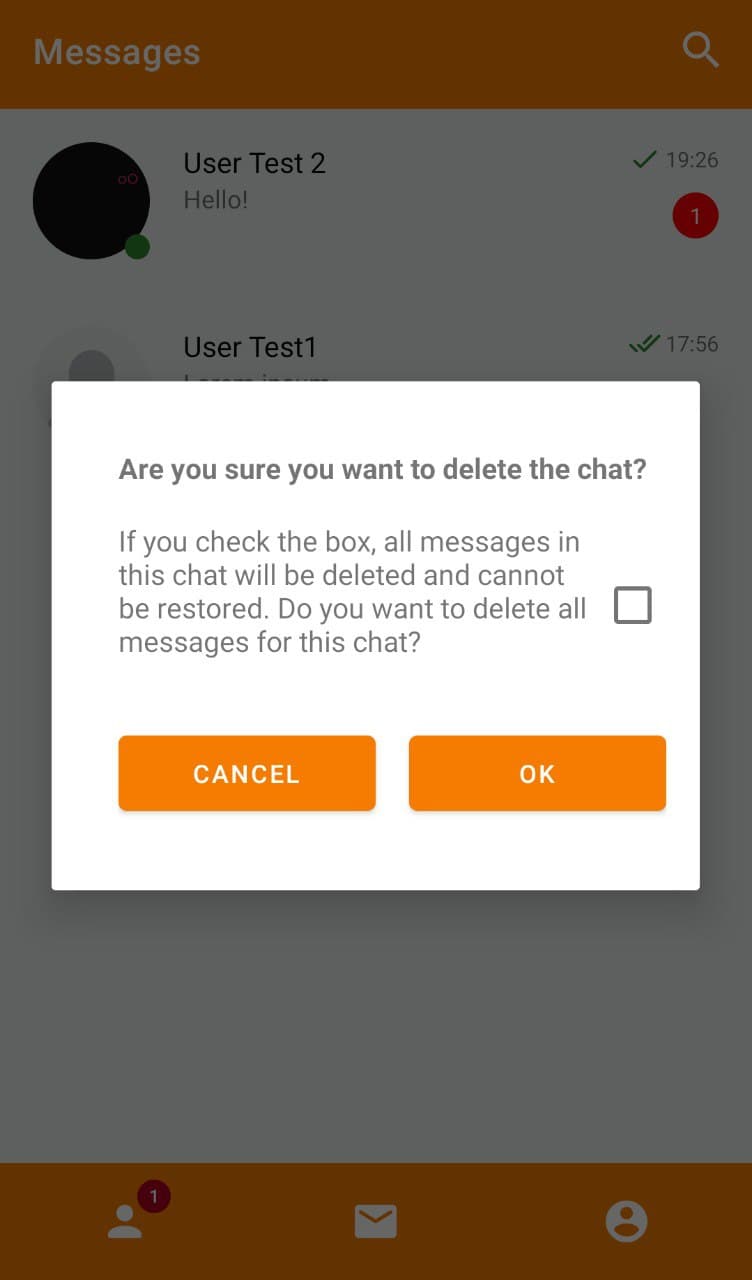 Messages
User Test 2
19:26
Hello!
1
User Test1
17:56
Are you sure you want to delete the chat?
If you check the box, all messages in
this chat will be deleted and cannot
be restored. Do you want to delete all
messages for this chat?
CANCEL
OK
1